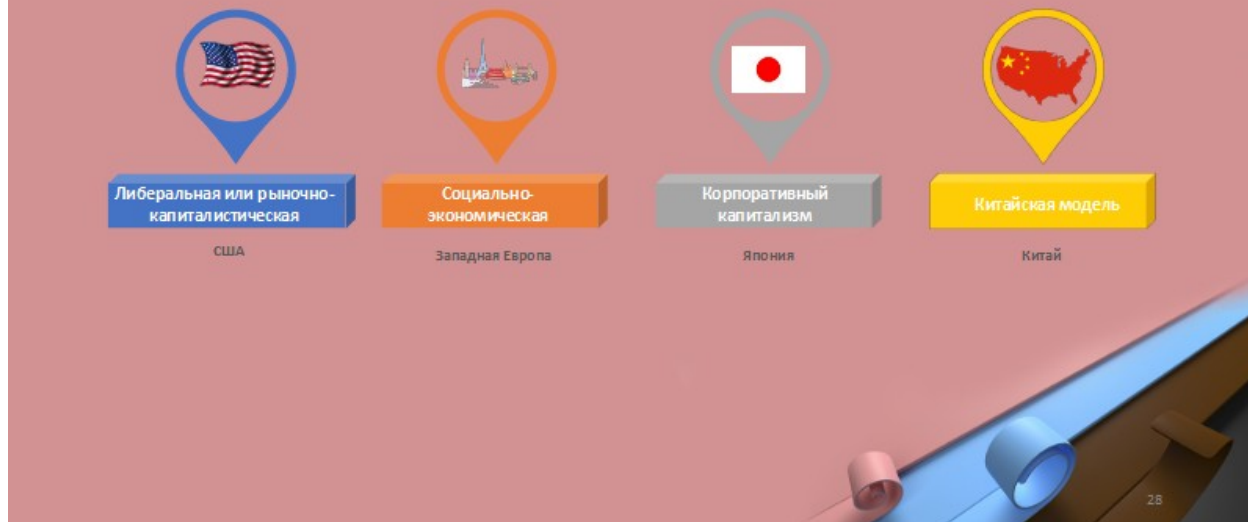 Либеральная или рыночно-
капиталистическая
Социально-
экономическая
Корпоративный
капитализм
Китайская модель
США
Западная Европа
Япония
Китай
28